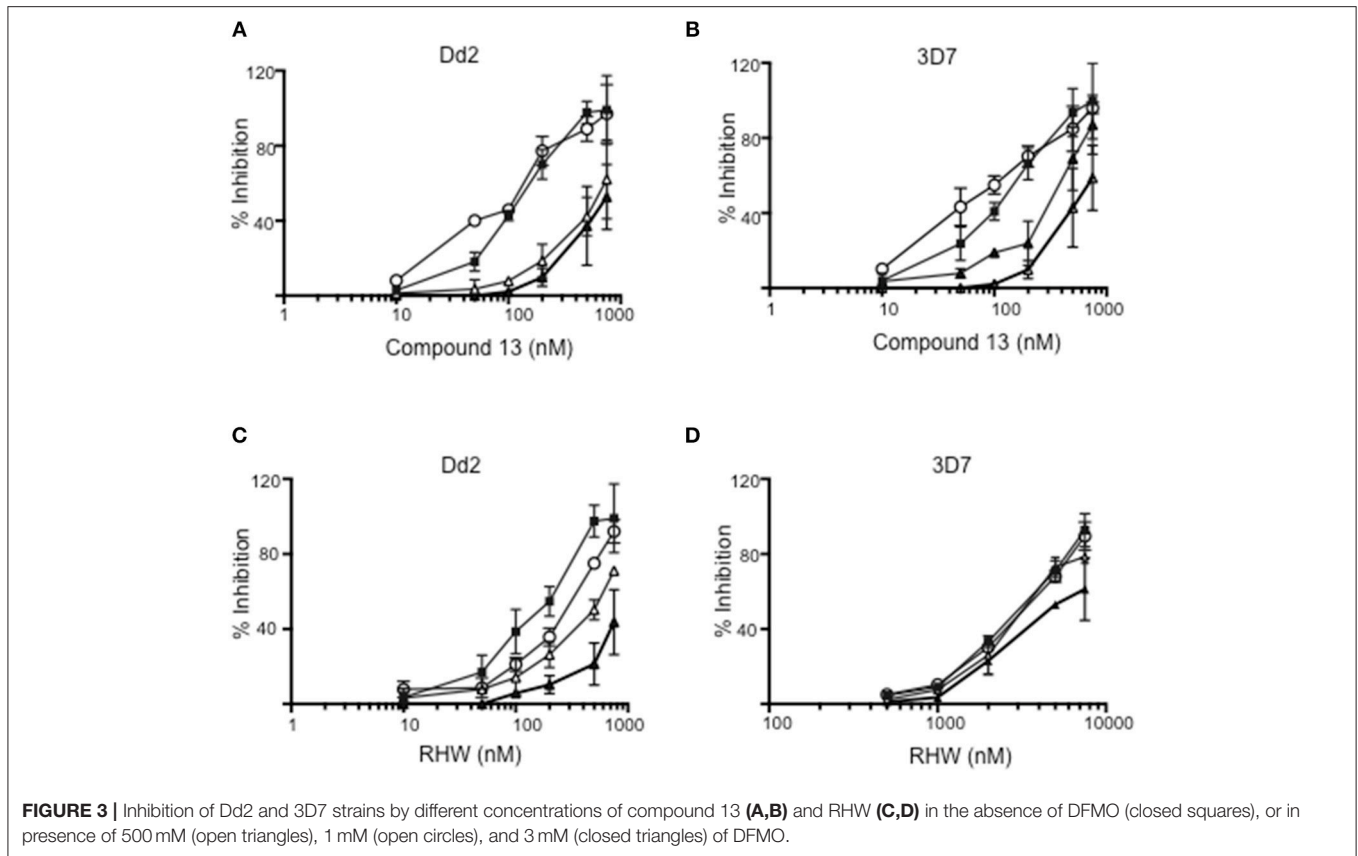 A
B
Dd2
3D7
120
80
40
% Inhibition
1
10
100
1000
Compound 13 (nM)
120
80
40
% Inhibition
1
10
100
1000
Compound 13 (nM)
C
D
Dd2
3D7
120
80
40
% Inhibition
1
10
100
1000
RHW (nM)
120
80
40
% Inhibition
100
1000
10000
RHW (nM)
FIGURE 3 | Inhibition of Dd2 and 3D7 strains by different concentrations of compound 13 (A,B) and RHW (C,D) in the absence of DFMO (closed squares), or in
presence of 500 mM (open triangles), 1 mM (open circles), and 3 mM (closed triangles) of DFMO.